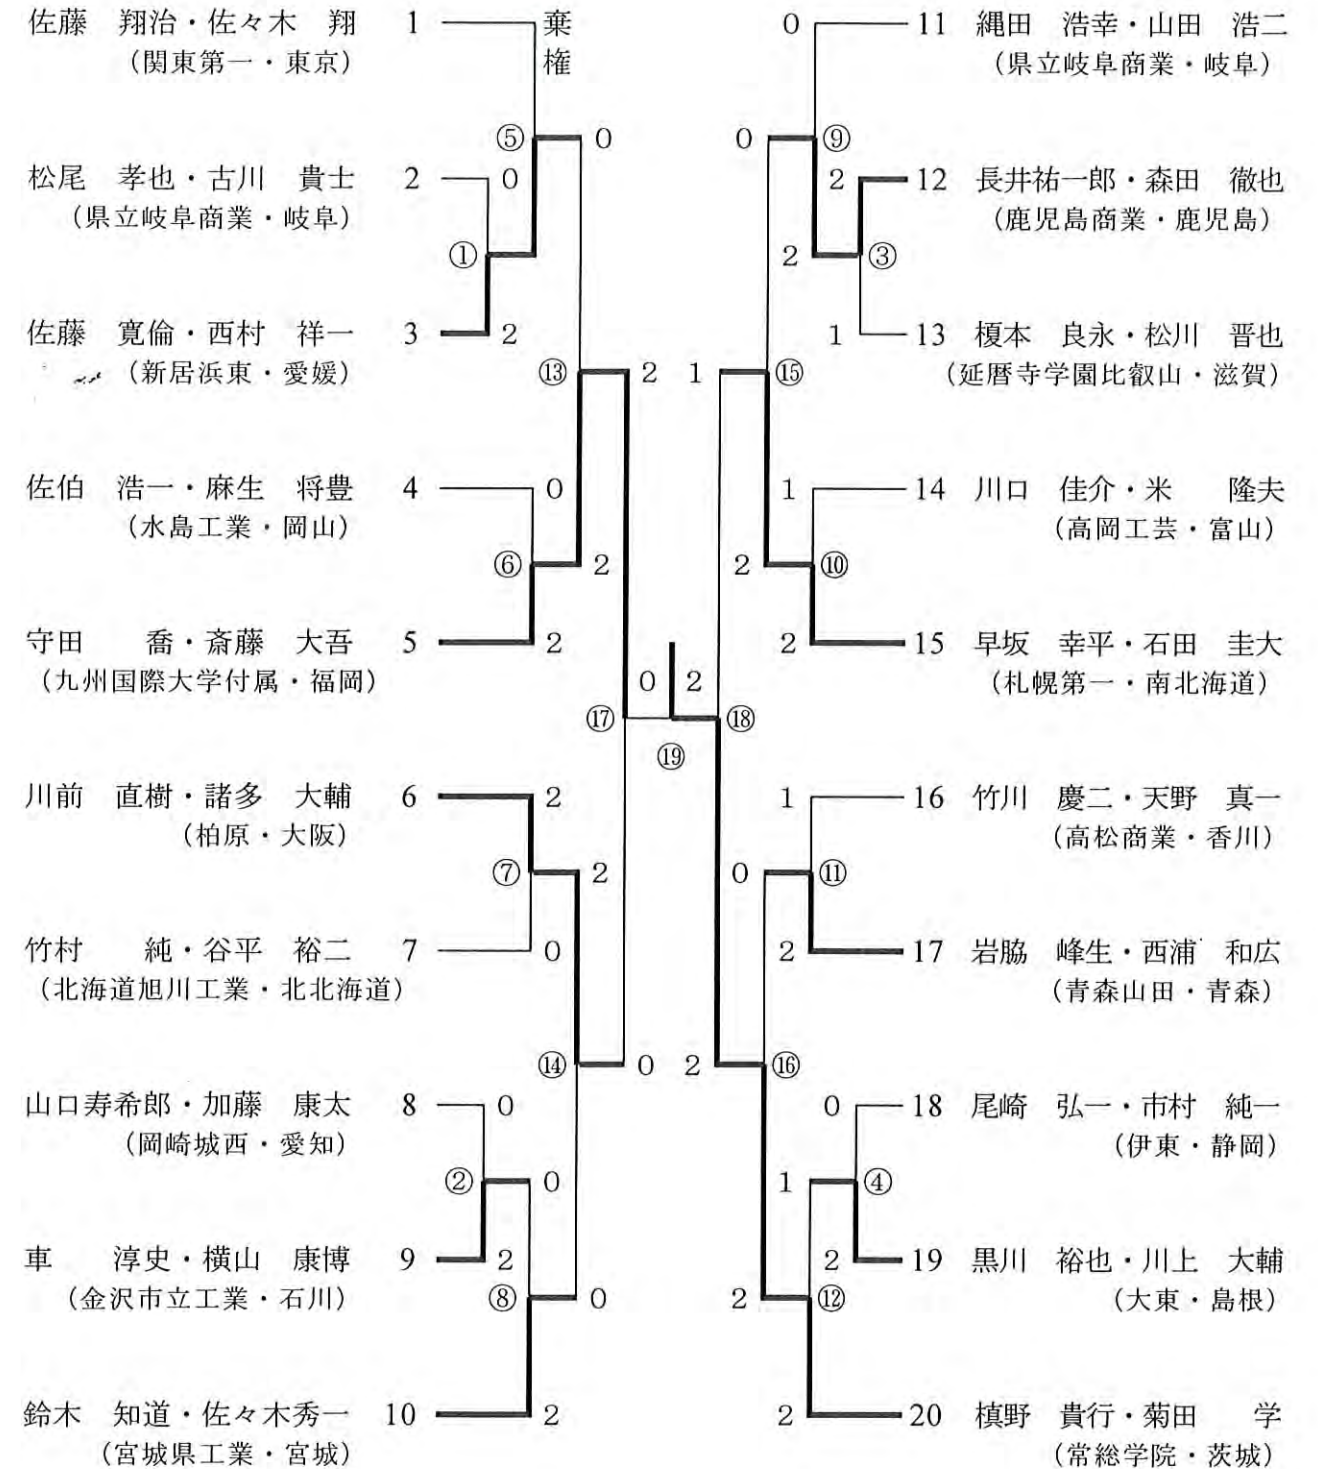 佐藤 翔治・佐々木 翔 1
（関東第一・東京）
棄権
⑤ 0
松尾 孝也・古川 貴士 2 0
（県立岐阜商業・岐阜）
①
佐藤 寛倫・西村 祥一 3 2
（新居浜東・愛媛）
⑬ 2
佐伯 浩一・麻生 将豊 4 0
（水島工業・岡山）
⑥ 2
守田 喬・斎藤 大吾 5 2
（九州国際大学付属・福岡）
⑰ 0
川前 直樹・諸多 大輔 6 2
（柏原・大阪）
⑦ 2
竹村 純・谷平 裕二 7 0
（北海道旭川工業・北北海道）
⑭ 0
山口寿希郎・加藤 康太 8 0
（岡崎城西・愛知）
② 0
車 淳史・横山 康博 9 2
（金沢市立工業・石川）
⑧ 0
鈴木 知道・佐々木秀一 10 2
（宮城県工業・宮城）
⑲
0 11 縄田 浩幸・山田 浩二
（県立岐阜商業・岐阜）
0 ⑨
2 12 長井祐一郎・森田 徹也
（鹿児島商業・鹿児島）
2 ③
1 13 榎本 良永・松川 晋也
（延暦寺学園比叡山・滋賀）
1 ⑮
1 14 川口 佳介・米 隆夫
（高岡工芸・富山）
2 ⑩
2 15 早坂 幸平・石田 圭大
（札幌第一・南北海道）
2 ⑱
1 16 竹川 慶二・天野 真一
（高松商業・香川）
0 ⑪
2 17 岩脇 峰生・西浦 和広
（青森山田・青森）
2 ⑯
0 18 尾崎 弘一・市村 純一
（伊東・静岡）
1 ④
2 19 黒川 裕也・川上 大輔
（大東・島根）
2 ⑫
2 20 槙野 貴行・菊田 学
（常総学院・茨城）